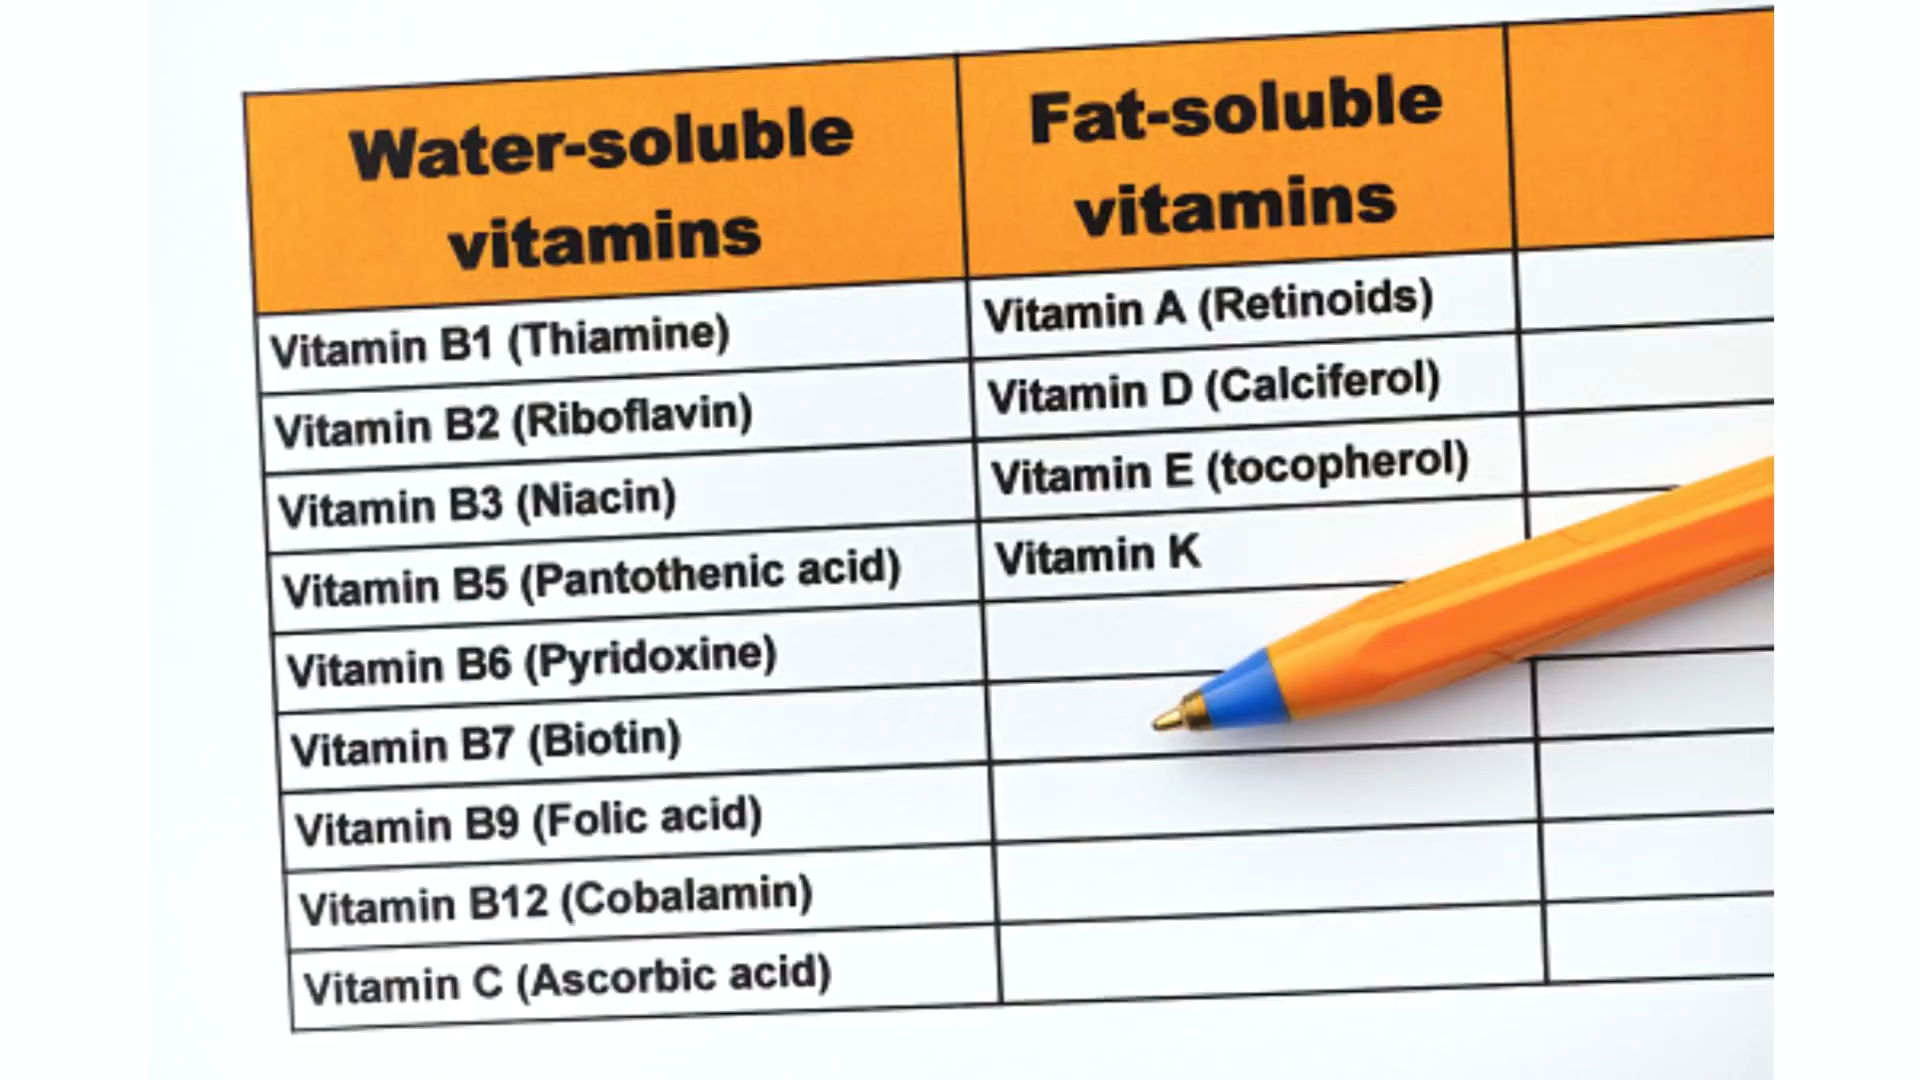 Water-soluble
vitamins
Fat-soluble
vitamins
Vitamin B1 (Thiamine)
Vitamin A (Retinoids)
Vitamin B2 (Riboflavin)
Vitamin D (Calciferol)
Vitamin B3 (Niacin)
Vitamin E (tocopherol)
Vitamin B5 (Pantothenic acid)
Vitamin K
Vitamin B6 (Pyridoxine)
Vitamin B7 (Biotin)
Vitamin B9 (Folic acid)
Vitamin B12 (Cobalamin)
Vitamin C (Ascorbic acid)